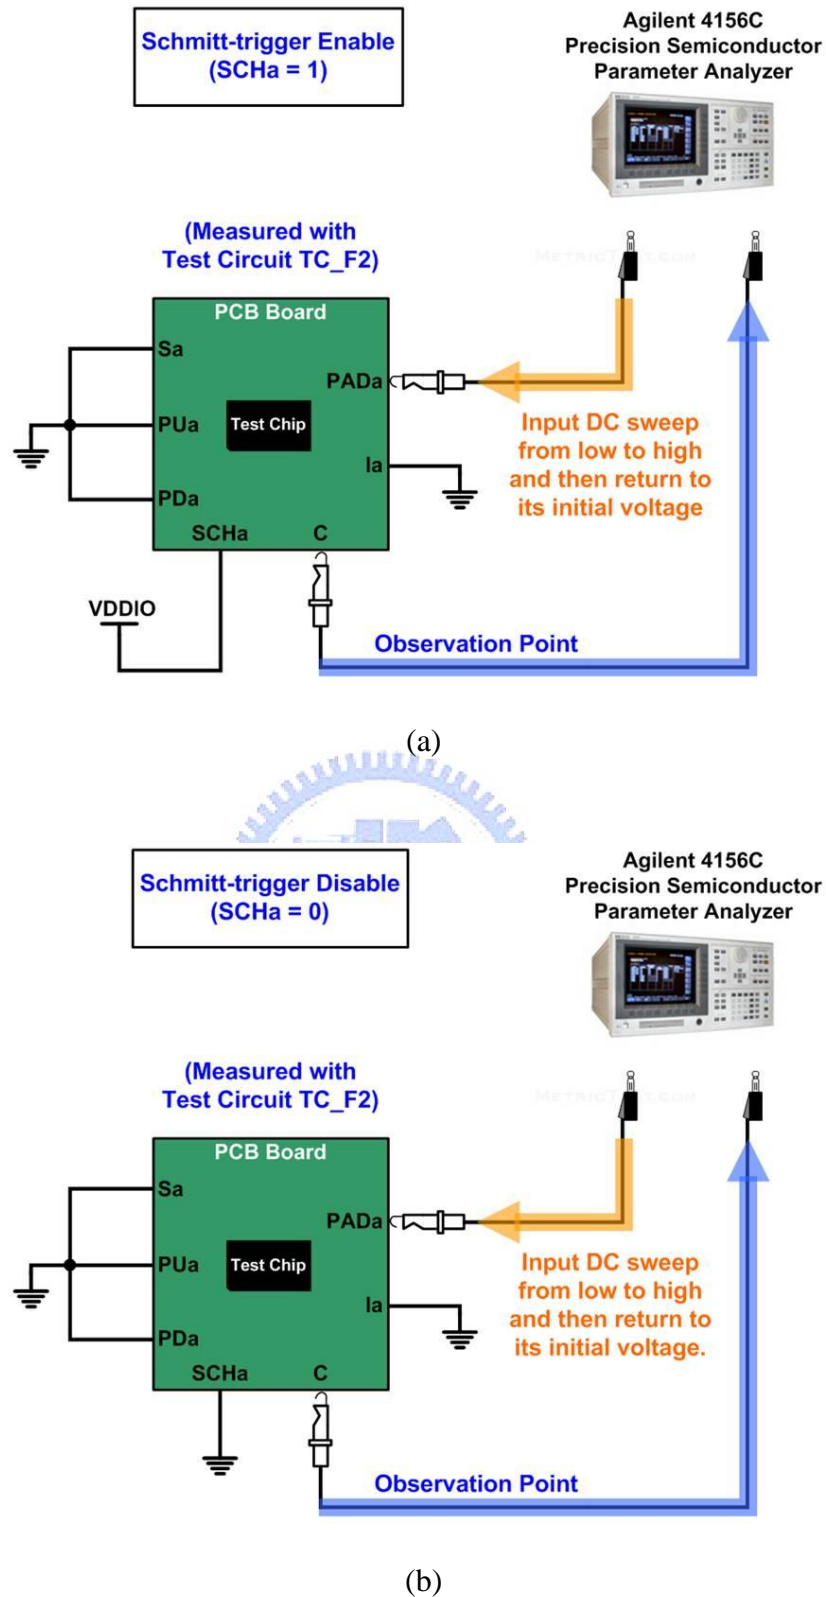 Schmitt-trigger Enable
(SCHa = 1)
Agilent 4156C
Precision Semiconductor
Parameter Analyzer
(Measured with
Test Circuit TC_F2)
PCB Board
Sa
PADa
PUa
Test Chip
Ia
PDa
SCHa
C
Input DC sweep
from low to high
and then return to
its initial voltage
VDDIO
Observation Point
(a)
Schmitt-trigger Disable
(SCHa = 0)
Agilent 4156C
Precision Semiconductor
Parameter Analyzer
(Measured with
Test Circuit TC_F2)
PCB Board
Sa
PADa
PUa
Test Chip
Ia
PDa
SCHa
C
Input DC sweep
from low to high
and then return to
its initial voltage.
Observation Point
(b)